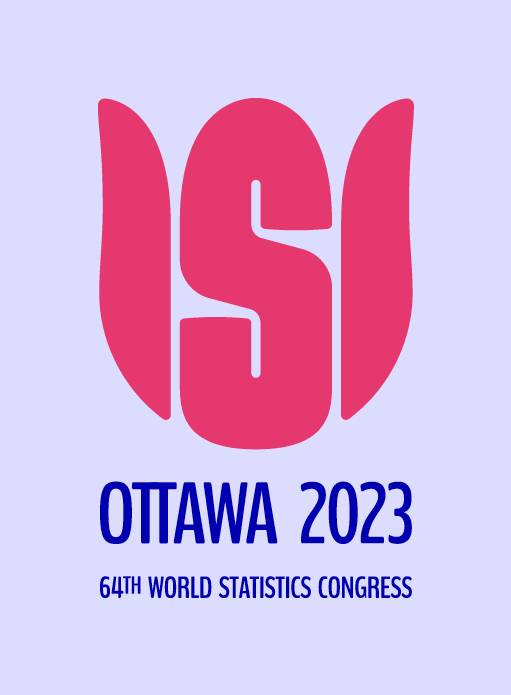 ISI
OTTAWA 2023
64TH WORLD STATISTICS CONGRESS